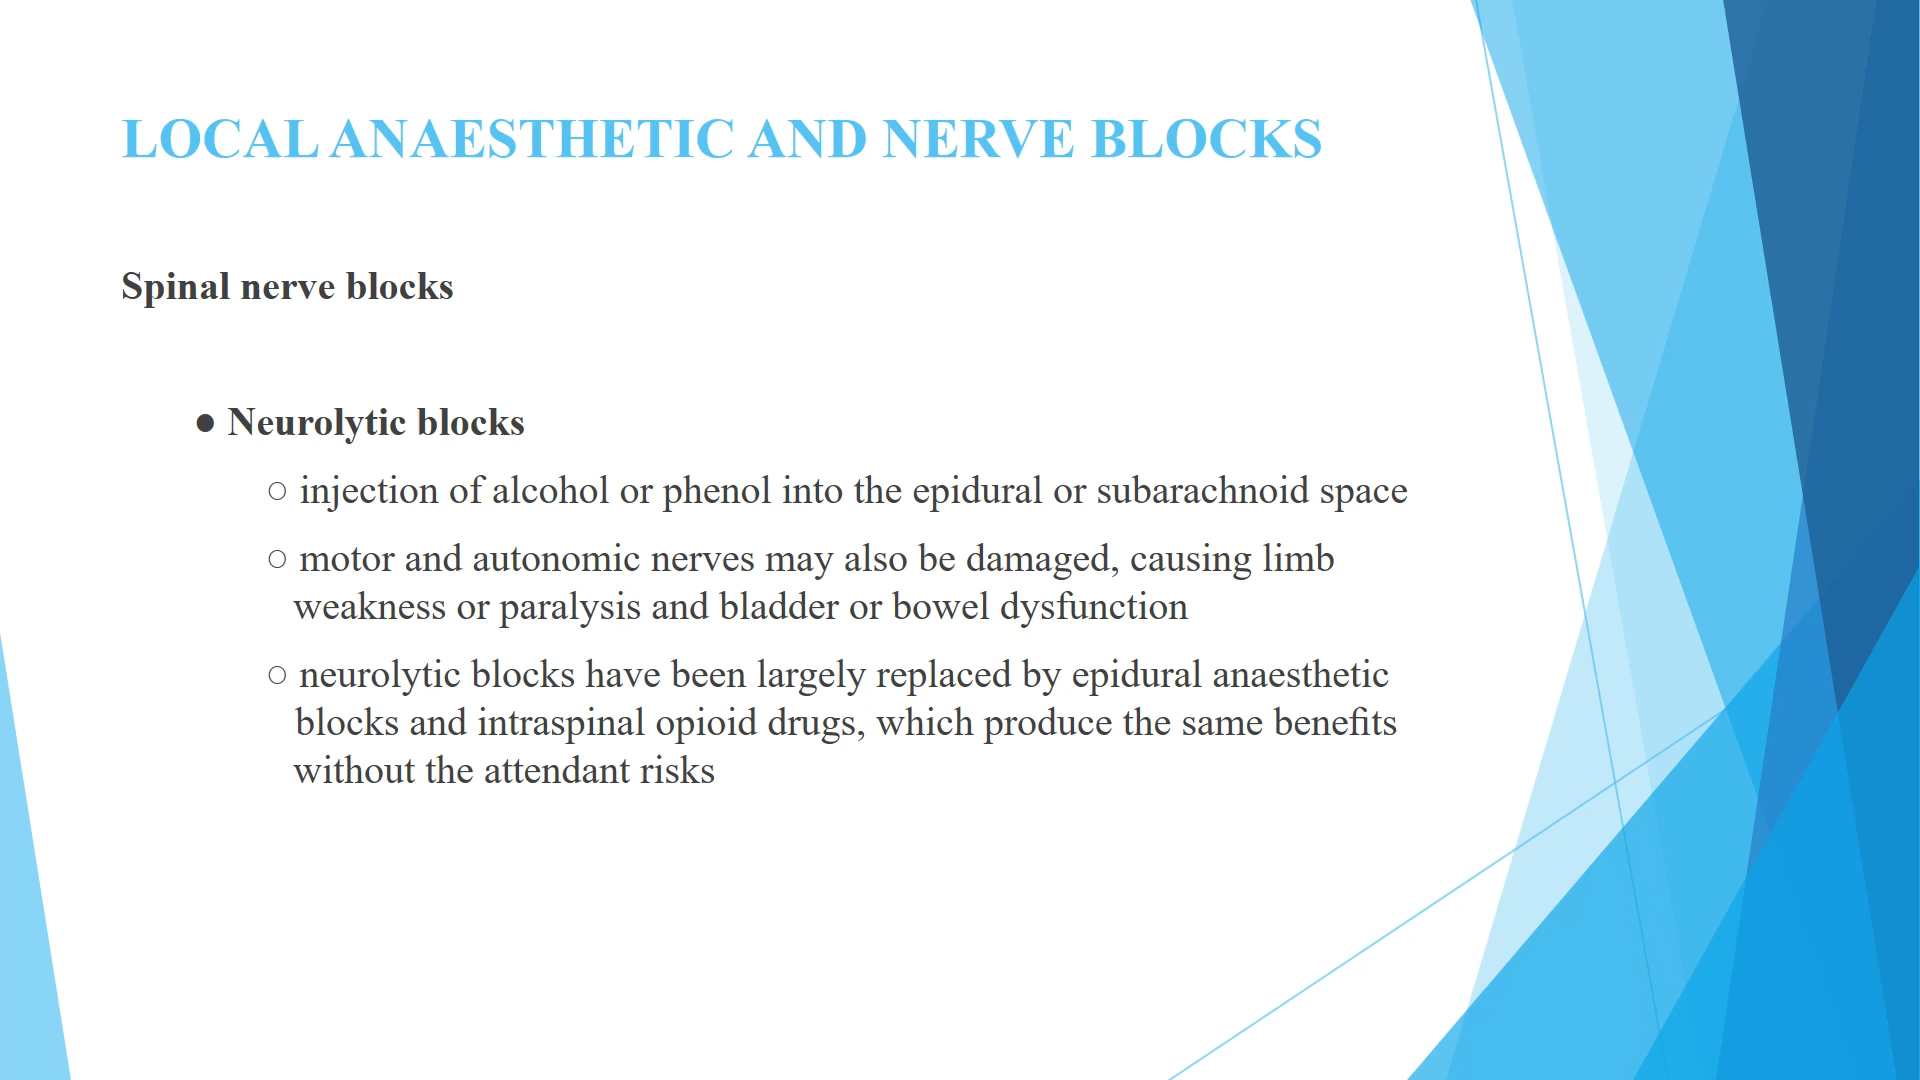 LOCAL ANAESTHETIC AND NERVE BLOCKS
Spinal nerve blocks
● Neurolytic blocks
○ injection of alcohol or phenol into the epidural or subarachnoid space
○ motor and autonomic nerves may also be damaged, causing limb
weakness or paralysis and bladder or bowel dysfunction
○ neurolytic blocks have been largely replaced by epidural anaesthetic
blocks and intraspinal opioid drugs, which produce the same benefits
without the attendant risks